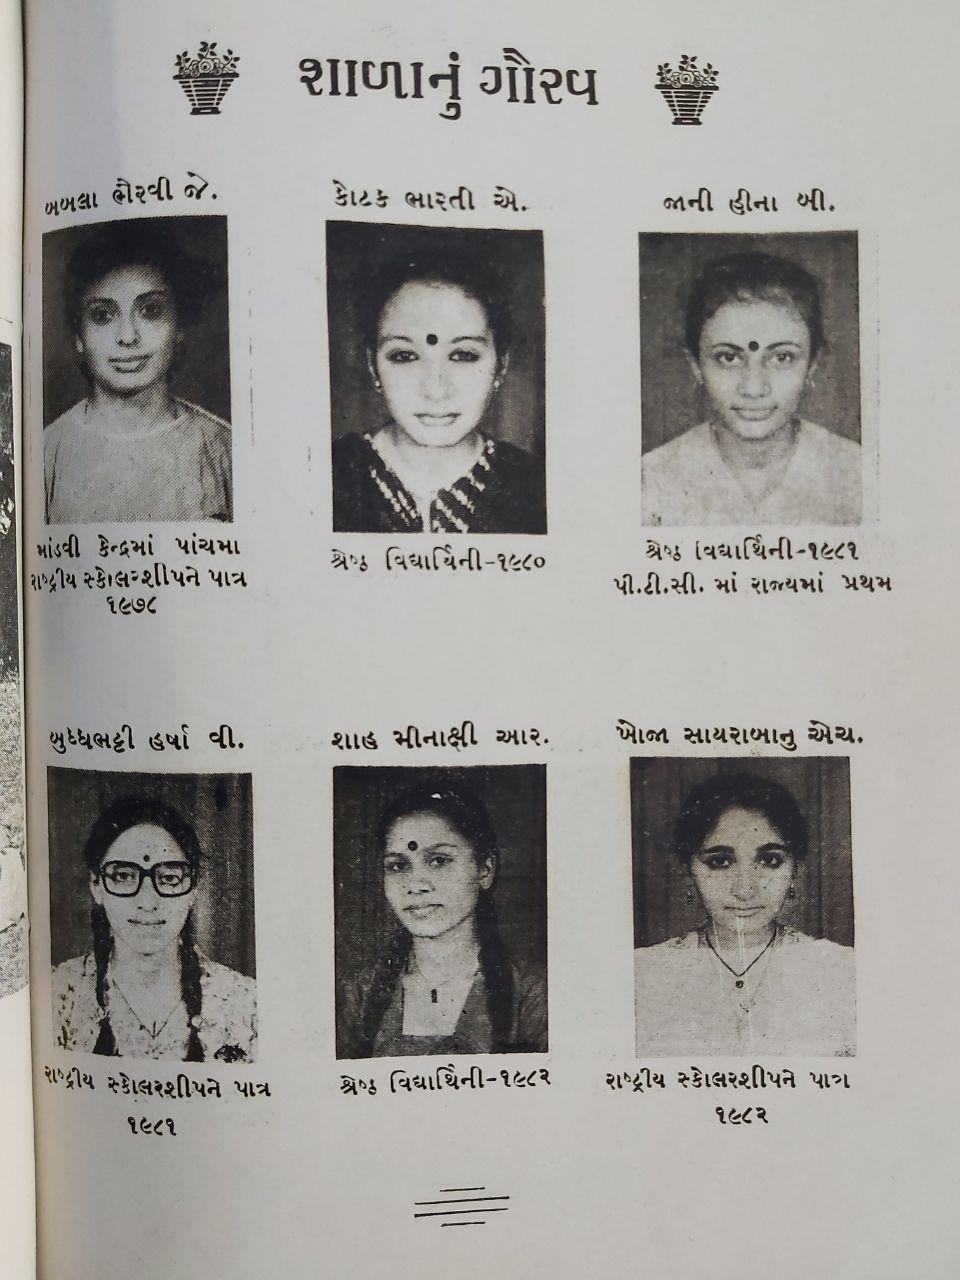 શાળાનું ગૌરવ
બબલા ભૈરવી જે.
કોટક ભારતી એ.
જાની હીના બી.
માંડવી કેન્દ્રમાં પાંચમા
રાષ્ટ્રીય સ્કોલરશીપને પાત્ર
૧૯૭૮
શ્રેષ્ઠ વિદ્યાર્થિની-૧૯૮૦
શ્રેષ્ઠ વિદ્યાર્થિની-૧૯૮૧
પી.ટી.સી. માં રાજ્યમાં પ્રથમ
બુધ્ધભટ્ટી હર્ષા વી.
શાહ મીનાક્ષી આર.
ખોજા સાયરાબાનુ એચ.
રાષ્ટ્રીય સ્કોલરશીપને પાત્ર
૧૯૮૧
શ્રેષ્ઠ વિદ્યાર્થિની-૧૯૮૨
રાષ્ટ્રીય સ્કોલરશીપને પાત્ર
૧૯૮૨